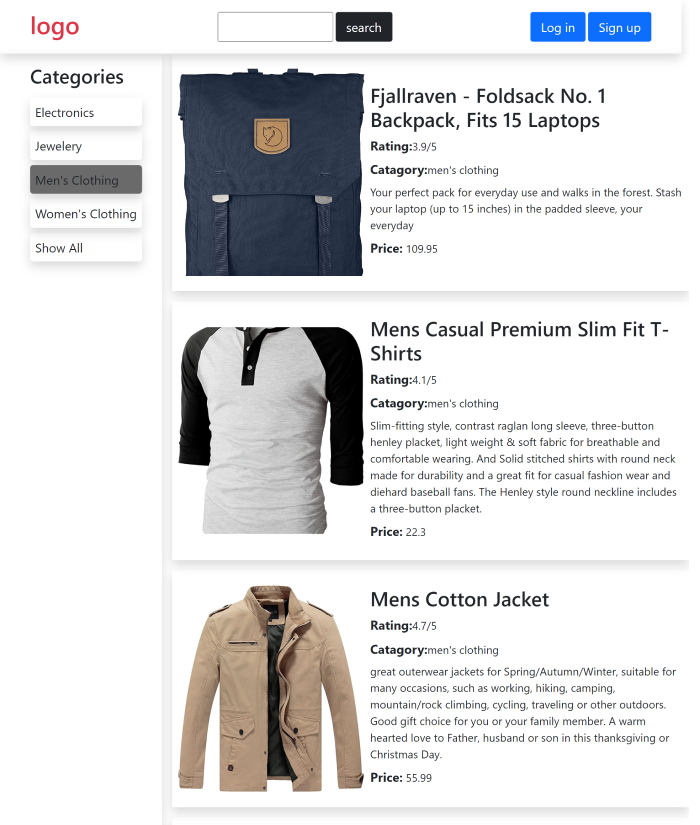 logo
search
Log in
Sign up
Categories
Electronics
Jewelery
Men's Clothing
Women's Clothing
Show All
Fjallraven - Foldsack No. 1
Backpack, Fits 15 Laptops
Rating:3.9/5
Catagory:men's clothing
Your perfect pack for everyday use and walks in the forest. Stash
your laptop (up to 15 inches) in the padded sleeve, your
everyday
Price: 109.95
Mens Casual Premium Slim Fit T-
Shirts
Rating:4.1/5
Catagory:men's clothing
Slim-fitting style, contrast raglan long sleeve, three-button
henley placket, light weight & soft fabric for breathable and
comfortable wearing. And Solid stitched shirts with round neck
made for durability and a great fit for casual fashion wear and
diehard baseball fans. The Henley style round neckline includes
a three-button placket.
Price: 22.3
Mens Cotton Jacket
Rating:4.7/5
Catagory:men's clothing
great outerwear jackets for Spring/Autumn/Winter, suitable for
many occasions, such as working, hiking, camping,
mountain/rock climbing, cycling, traveling or other outdoors.
Good gift choice for you or your family member. A warm
hearted love to Father, husband or son in this thanksgiving or
Christmas Day.
Price: 55.99